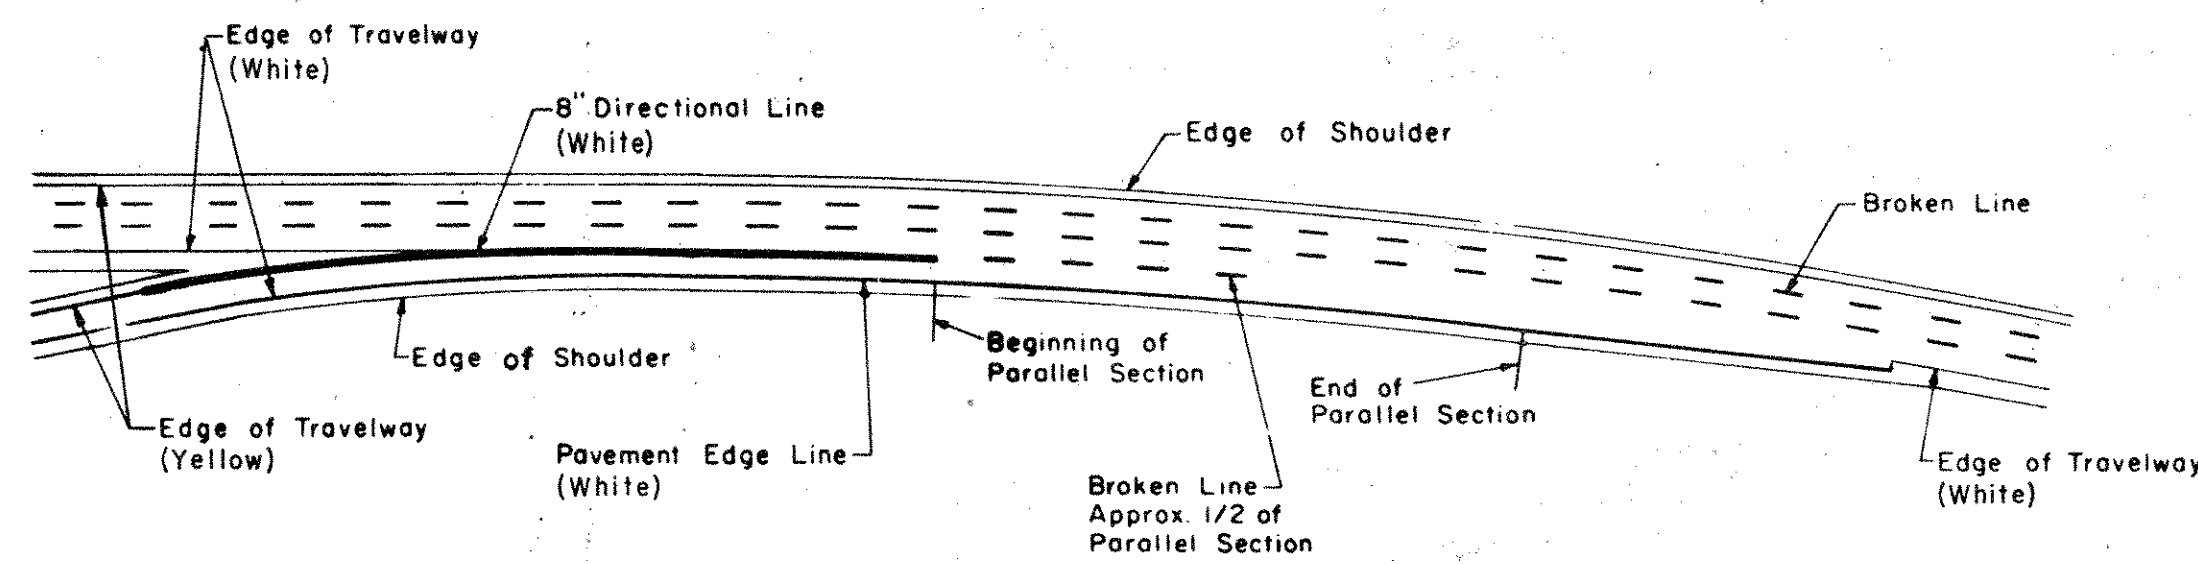 Edge of Travelway
(White)
8" Directional Line
(White)
Edge of Shoulder
Broken Line
Edge of Shoulder
Beginning of
Parallel Section
End of
Parallel Section
Edge of Travelway
(Yellow)
Pavement Edge Line
(White)
Broken Line
Approx. 1/2 of
Parallel Section
Edge of Travelway
(White)